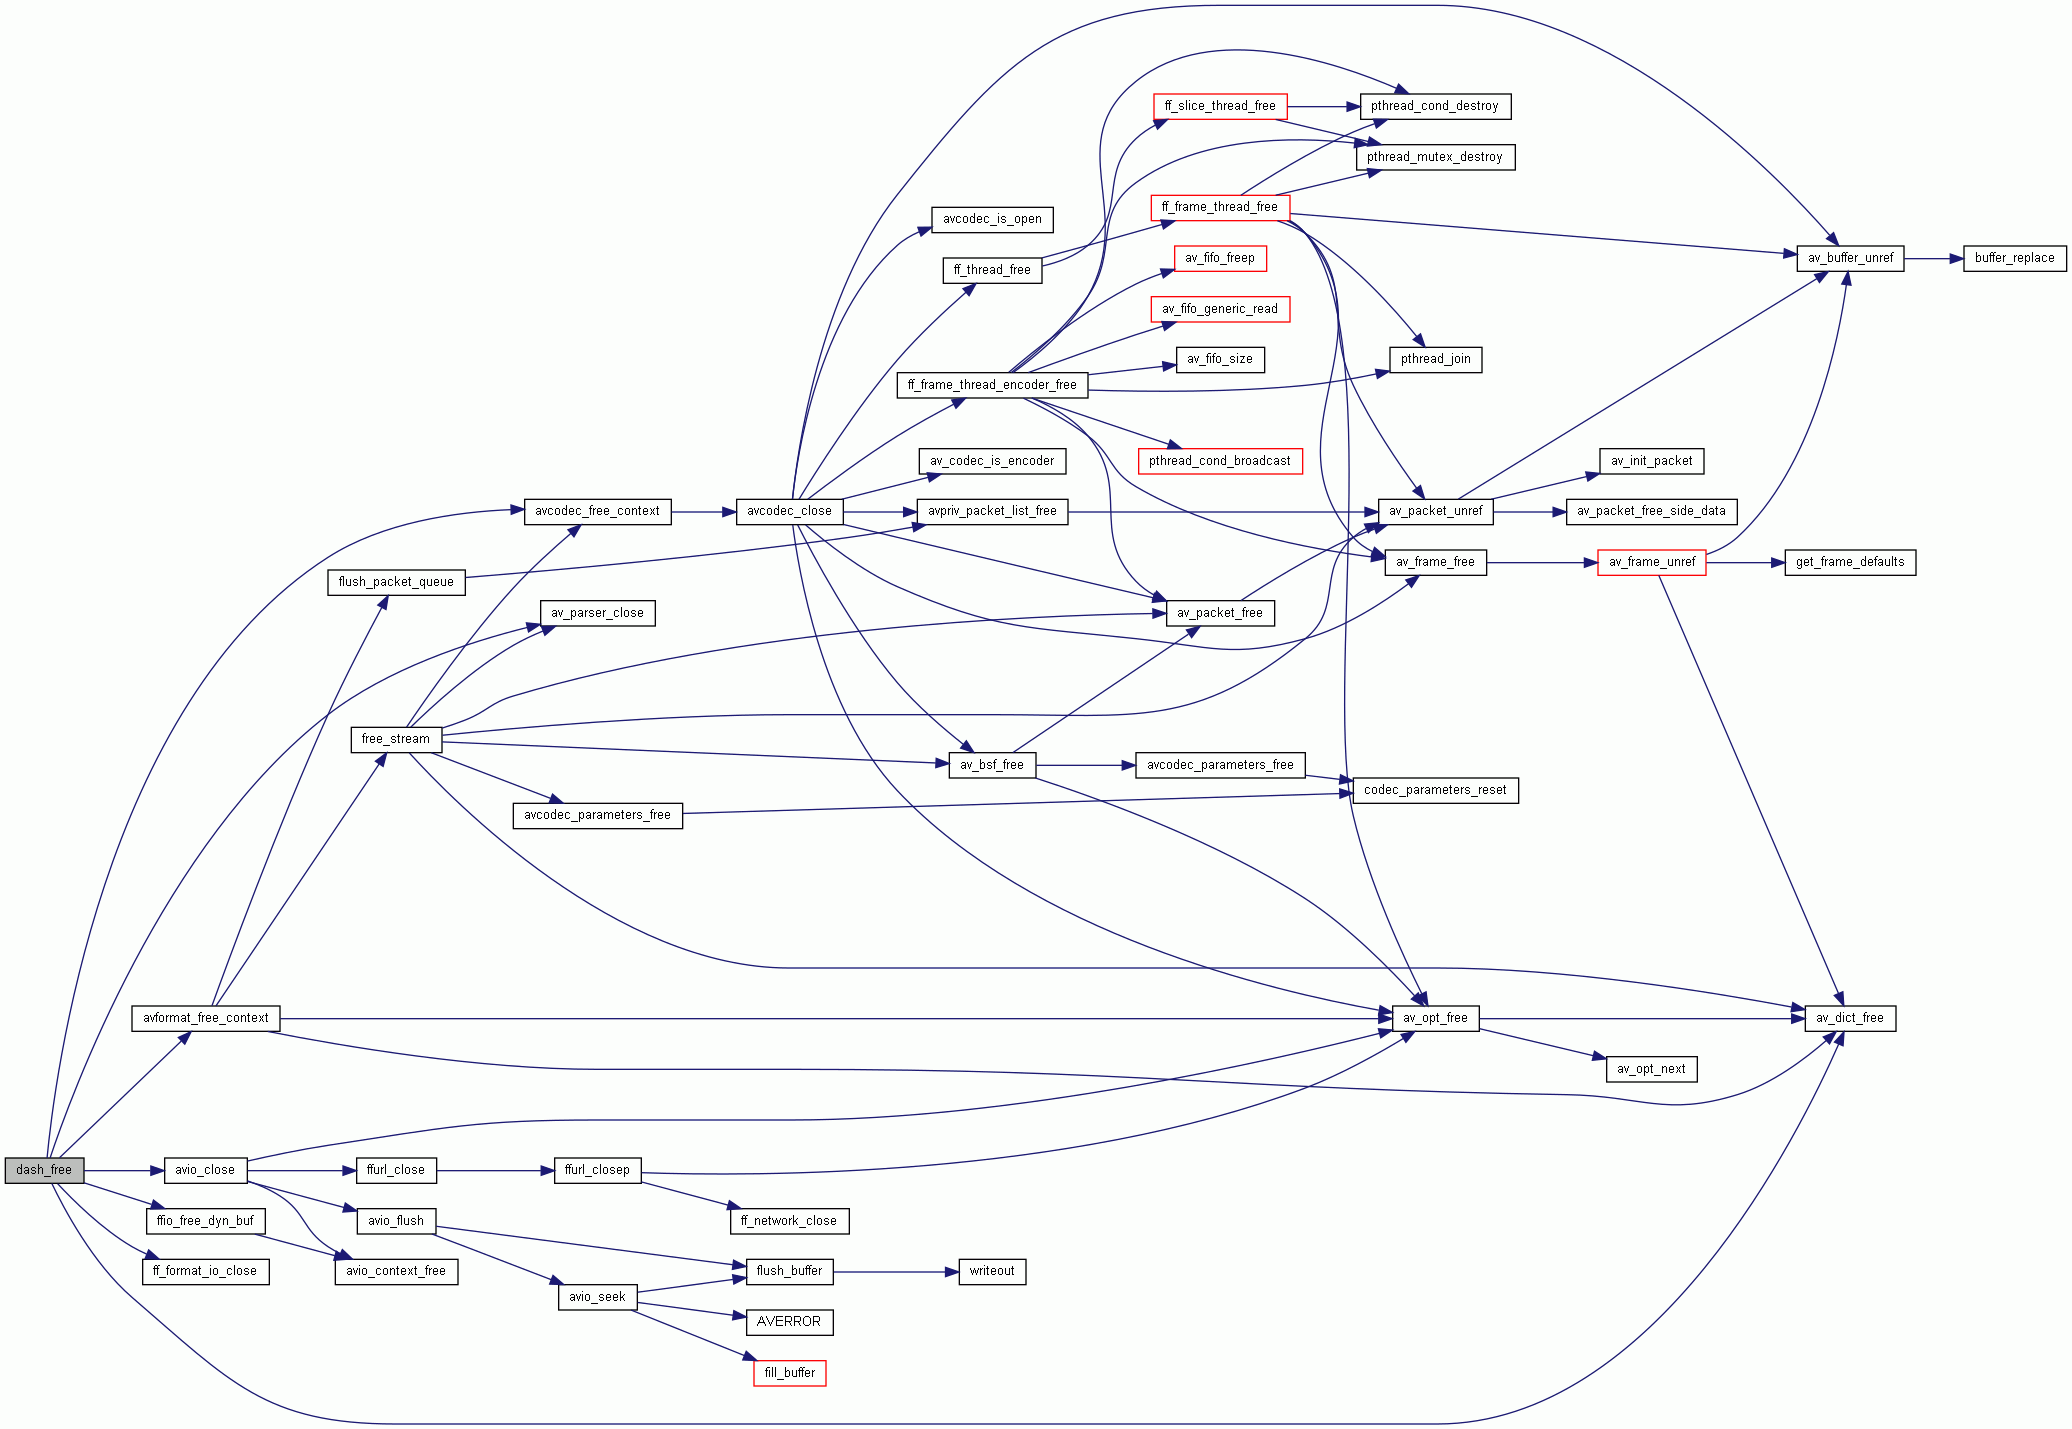 ff_slice_thread_free
pthread_cond_destroy
pthread_mutex_destroy
ff_frame_thread_free
avcodec_is_open
av_fifo_freep
av_buffer_unref
buffer_replace
ff_thread_free
av_fifo_generic_read
av_fifo_size
pthread_join
ff_frame_thread_encoder_free
pthread_cond_broadcast
av_codec_is_encoder
av_init_packet
avcodec_free_context
avcodec_close
avpriv_packet_list_free
av_packet_unref
av_packet_free_side_data
flush_packet_queue
av_frame_free
av_frame_unref
get_frame_defaults
av_parser_close
av_packet_free
free_stream
av_bsf_free
avcodec_parameters_free
codec_parameters_reset
avcodec_parameters_free
avformat_free_context
av_opt_free
av_dict_free
av_opt_next
dash_free
avio_close
ffurl_close
ffurl_closep
ffio_free_dyn_buf
avio_flush
ff_network_close
ff_format_io_close
avio_context_free
flush_buffer
writeout
avio_seek
AVERROR
fill_buffer